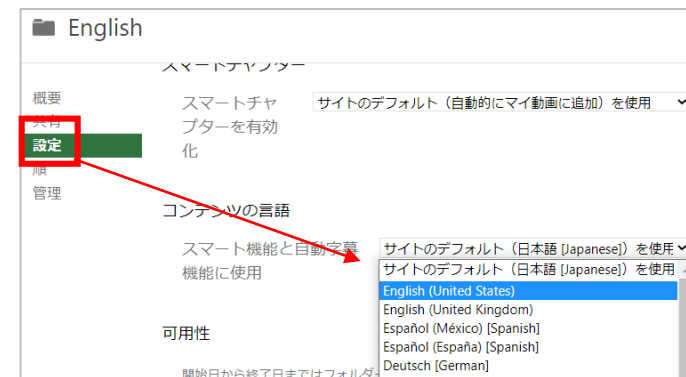 English
スマートチャプター
概要
共有
設定
順
管理
スマートチャ
プターを有効
化
サイトのデフォルト（自動的にマイ動画に追加）を使用
コンテンツの言語
スマート機能と自動字幕
機能に使用
サイトのデフォルト（日本語 [Japanese]）を使用
サイトのデフォルト（日本語 [Japanese]）を使用
English (United States)
English (United Kingdom)
Español (México) [Spanish]
Español (España) [Spanish]
Deutsch [German]
可用性
開始日から終了日まではフォルダー